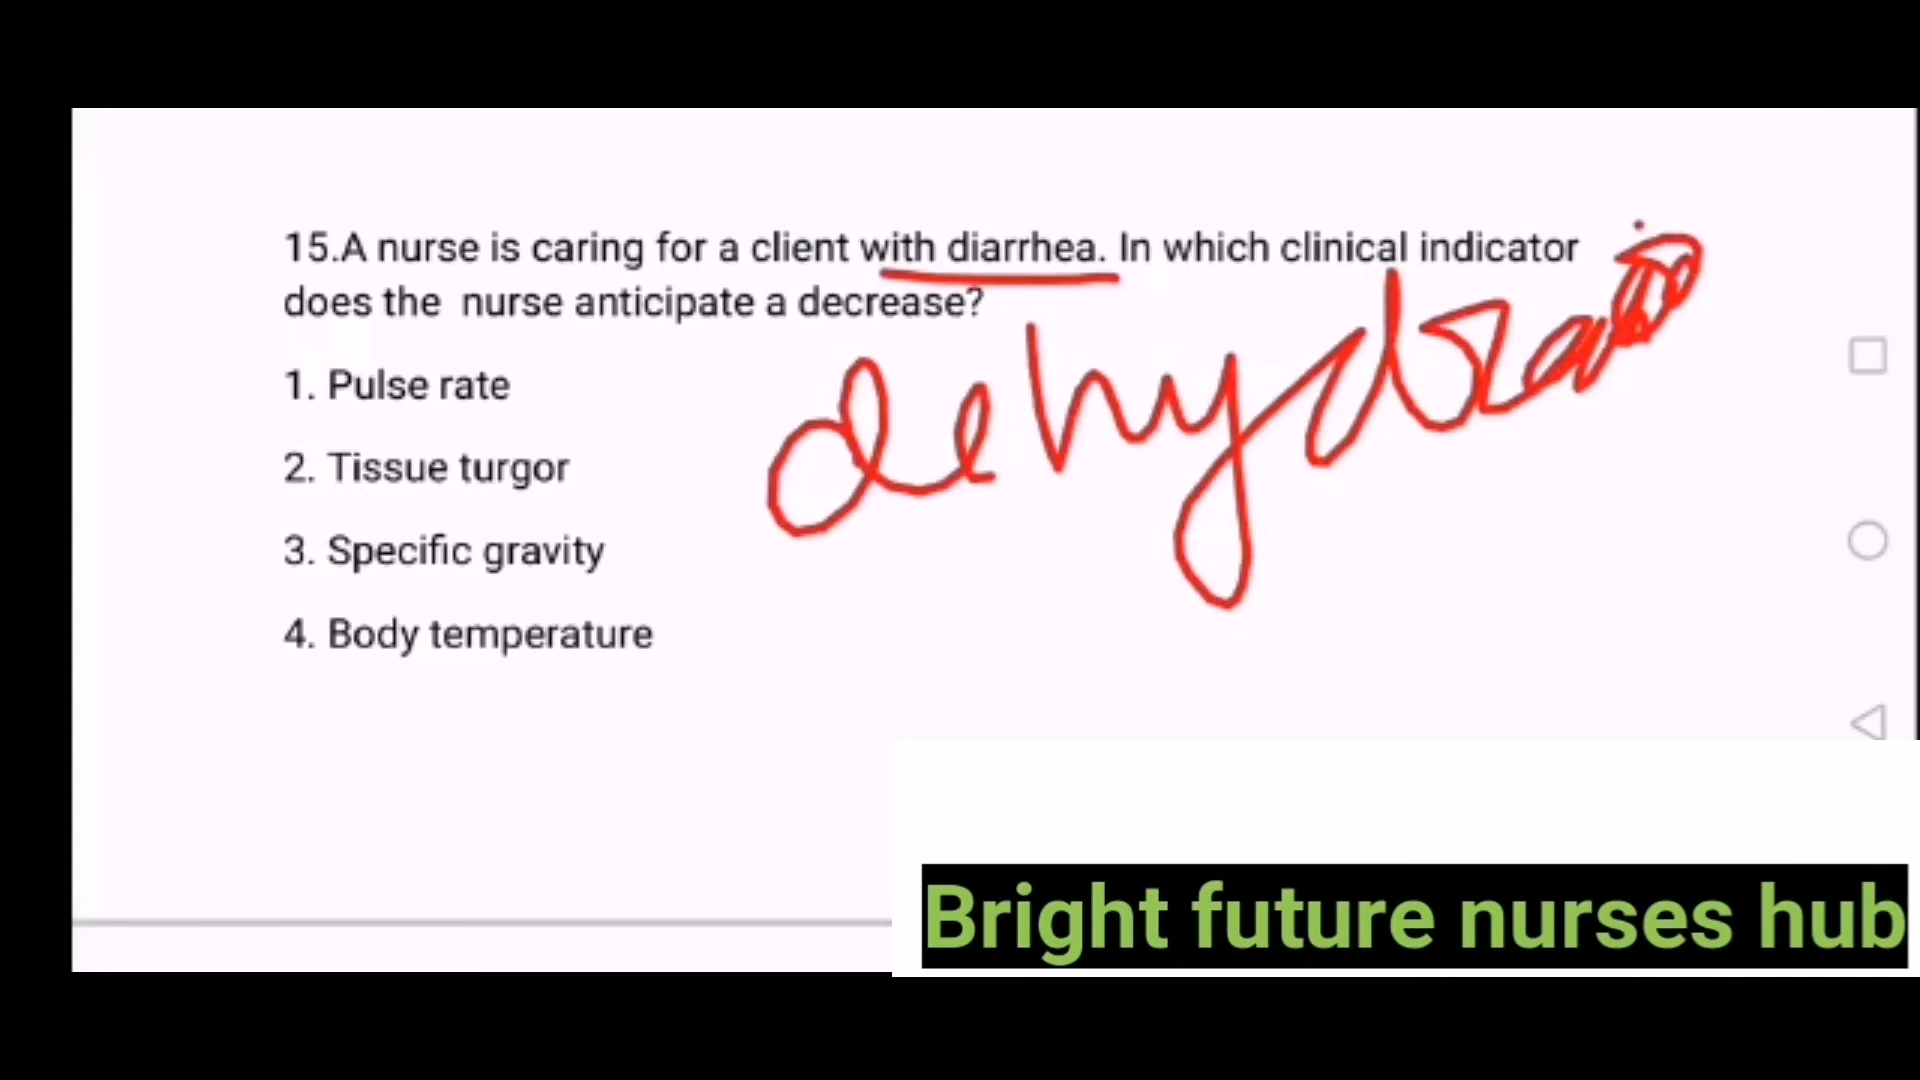 15.A nurse is caring for a client with diarrhea. In which clinical indicator
does the nurse anticipate a decrease?
1. Pulse rate
2. Tissue turgor
3. Specific gravity
4. Body temperature
Bright future nurses hub